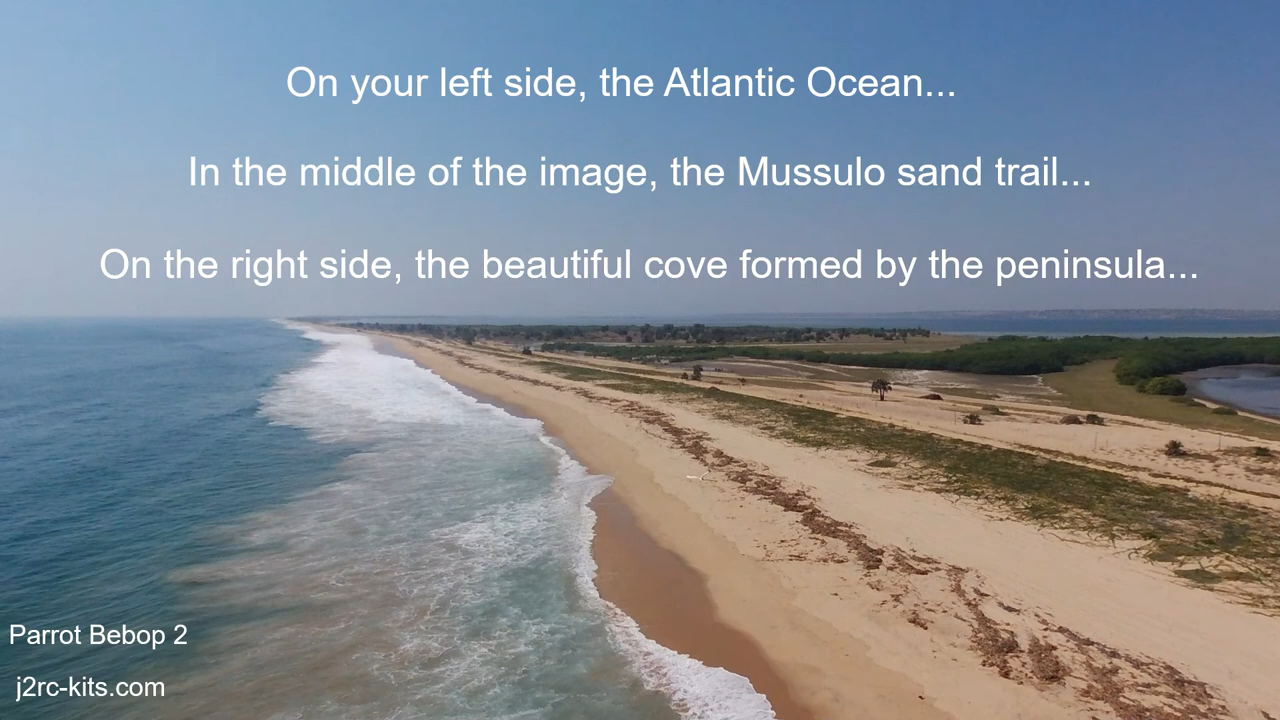 On your left side, the Atlantic Ocean...
In the middle of the image, the Mussulo sand trail...
On the right side, the beautiful cove formed by the peninsula...
Parrot Bebop 2
j2rc-kits.com